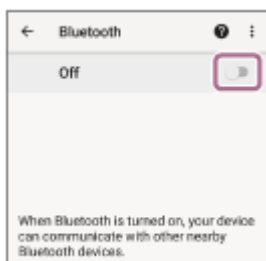 Bluetooth
Off
When Bluetooth is turned on, your device
can communicate with other nearby
Bluetooth devices.